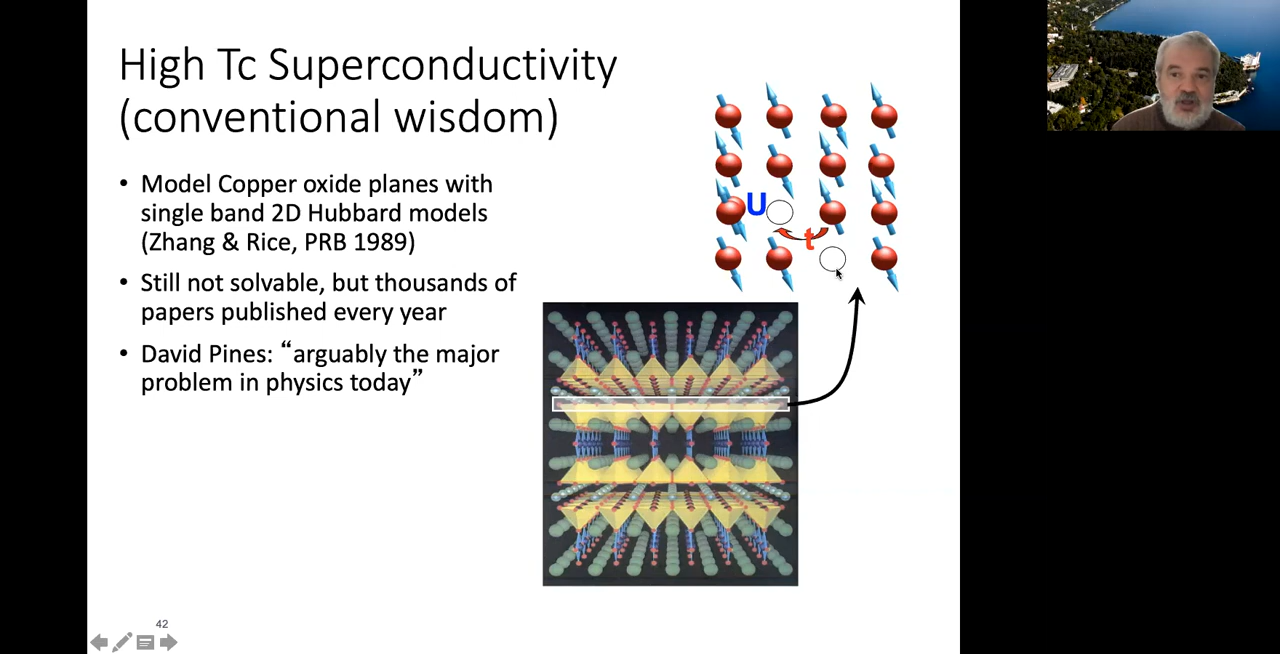 High Tc Superconductivity
(conventional wisdom)
• Model Copper oxide planes with
single band 2D Hubbard models
(Zhang & Rice, PRB 1989)
• Still not solvable, but thousands of
papers published every year
• David Pines: “arguably the major
problem in physics today”
U
t
42